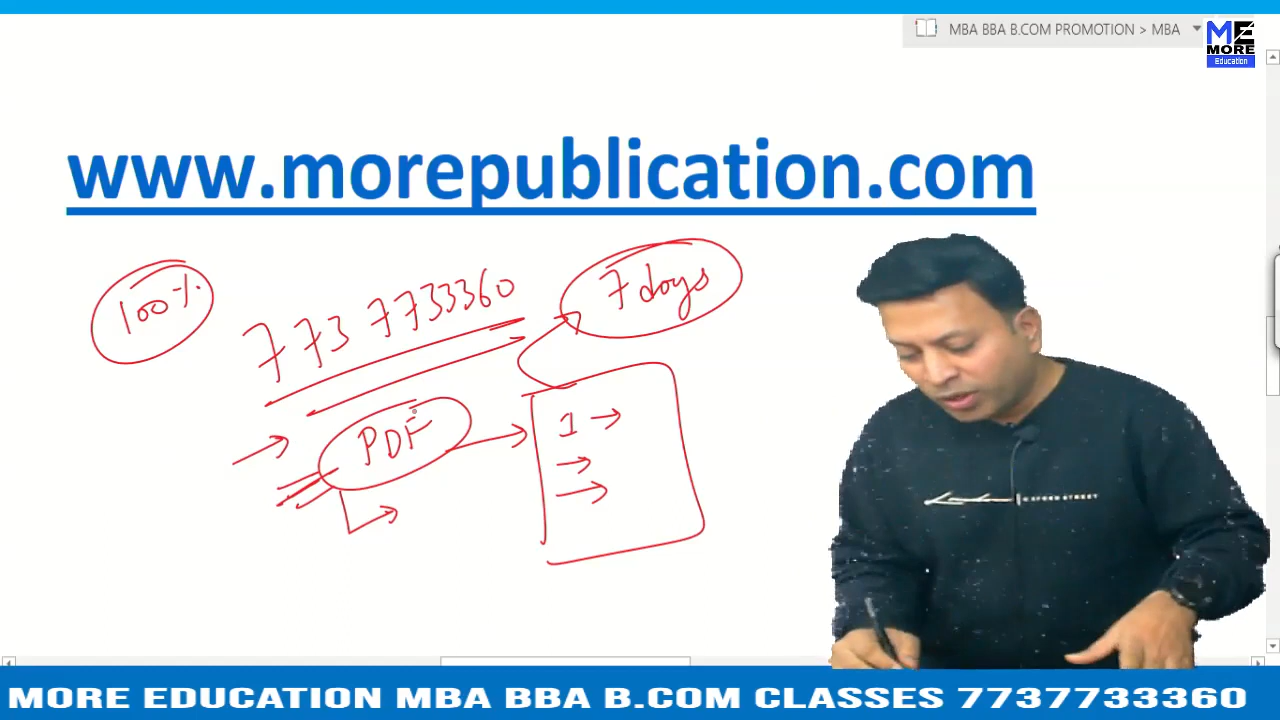 MBA BBA B.COM PROMOTION > MBA
ME
MORE
Education
www.morepublication.com
100%
773 7733360
7 days
PDF
1
MORE EDUCATION MBA BBA B.COM CLASSES 7737733360